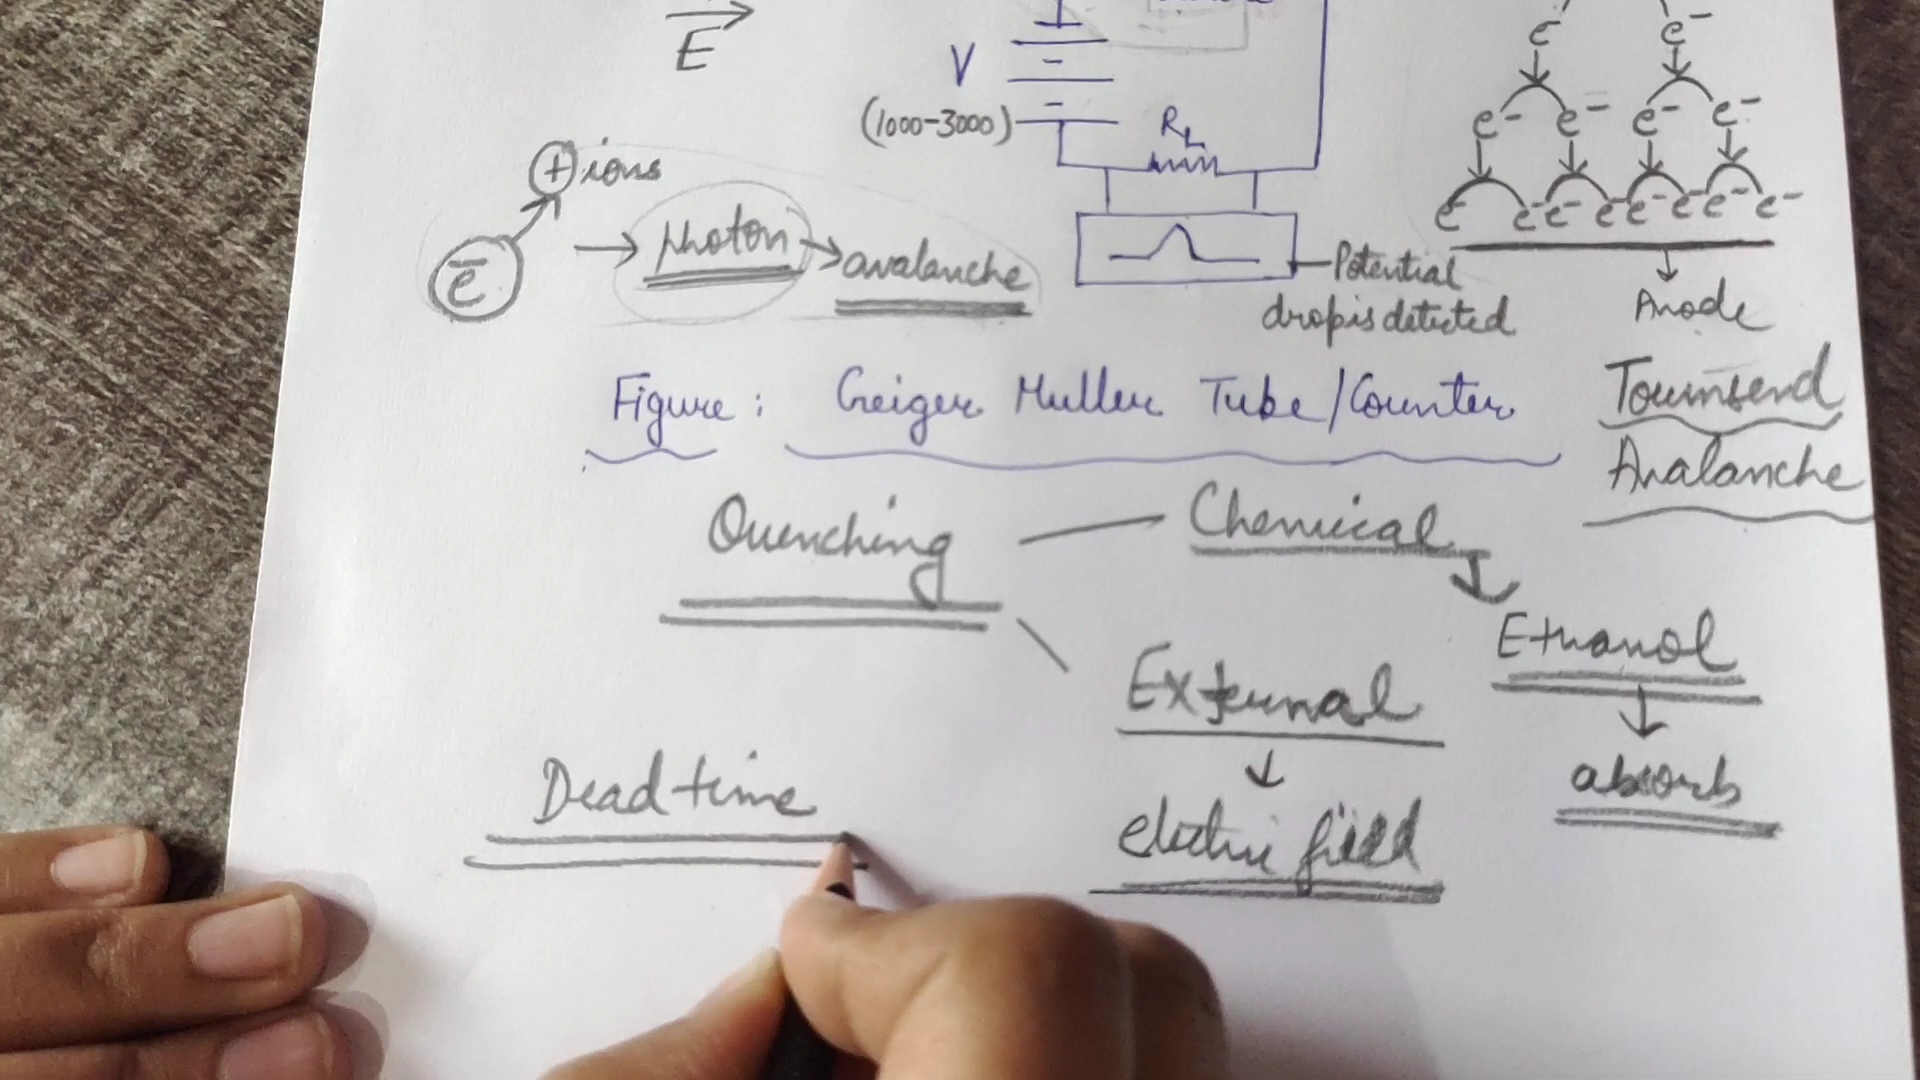 E
V
(1000-3000)
RL
e-
e-
e- e- e- e-
e- e- e- e- e- e- e- e-
+ ions
e-
photon
avalanche
Potential
drop is detected
Anode
Figure: Geiger Muller Tube/Counter
Townsend
Avalanche
Quenching
Chemical
Ethanol
absorb
External
electric field
Dead time